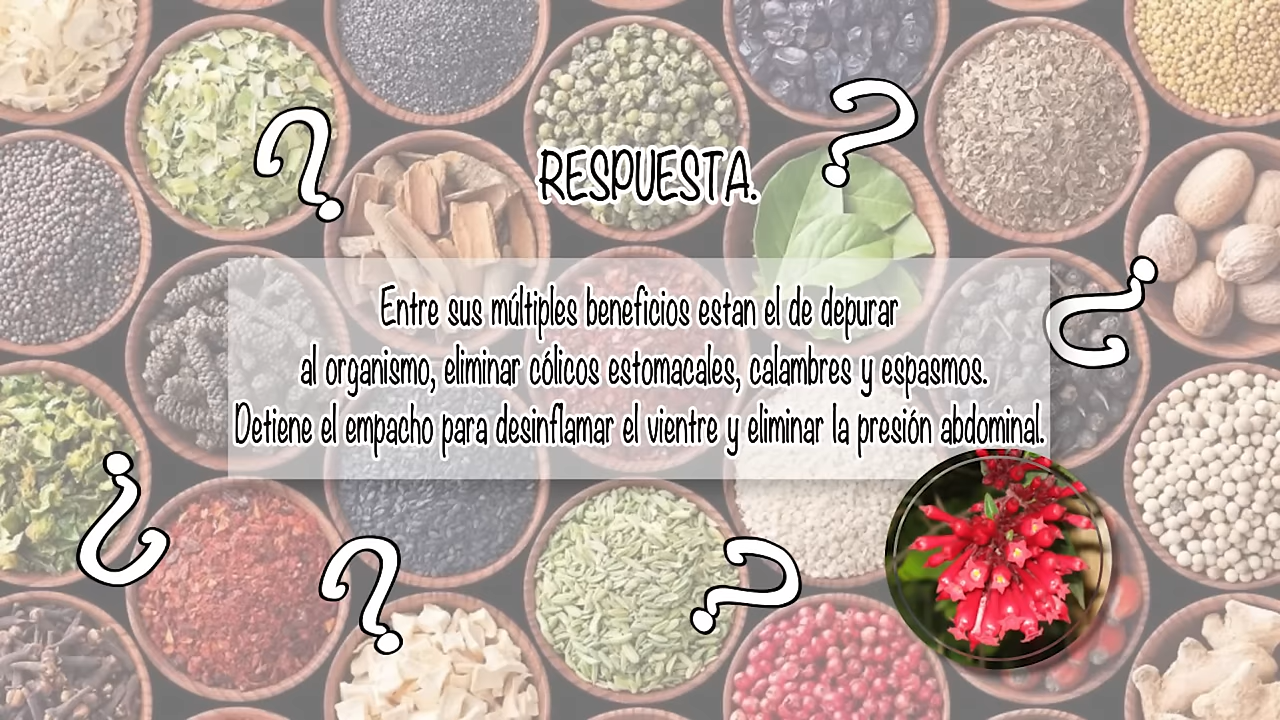 RESPUESTA.
Entre sus múltiples beneficios estan el de depurar
al organismo, eliminar cólicos estomacales, calambres y espasmos.
Detiene el empacho para desinflamar el vientre y eliminar la presión abdominal.